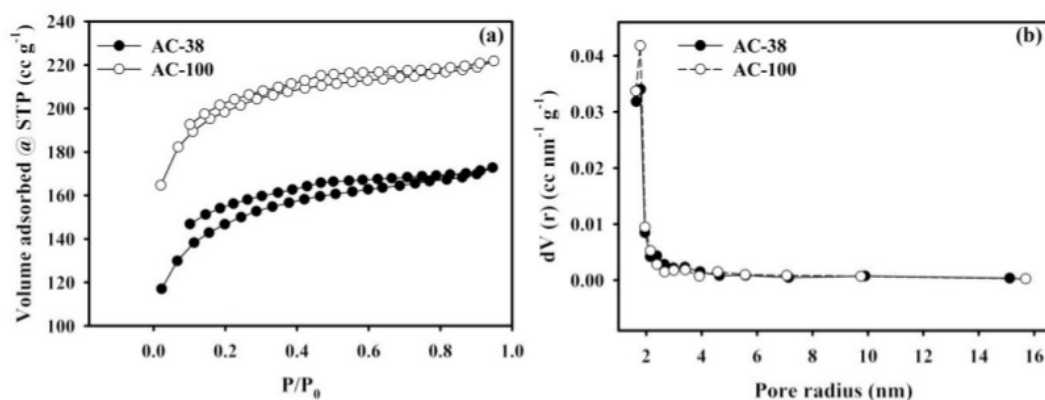 240
220
200
180
160
140
120
100
Volume adsorbed @ STP (cc g⁻¹)
AC-38
AC-100
(a)
0.0 0.2 0.4 0.6 0.8 1.0
P/P₀
0.04
0.03
0.02
0.01
0.00
dV (r) (cc nm⁻¹ g⁻¹)
AC-38
AC-100
(b)
2 4 6 8 10 12 14 16
Pore radius (nm)